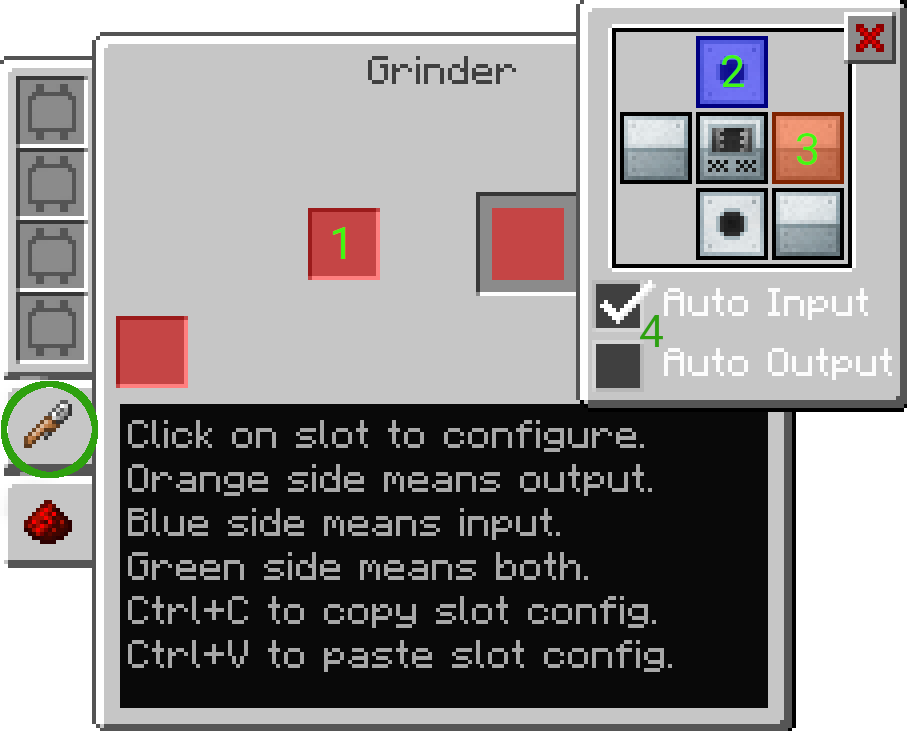 Grinder
2
3
1
Auto Input
4
Auto Output
Click on slot to configure.
Orange side means output.
Blue side means input.
Green side means both.
Ctrl+C to copy slot config.
Ctrl+V to paste slot config.